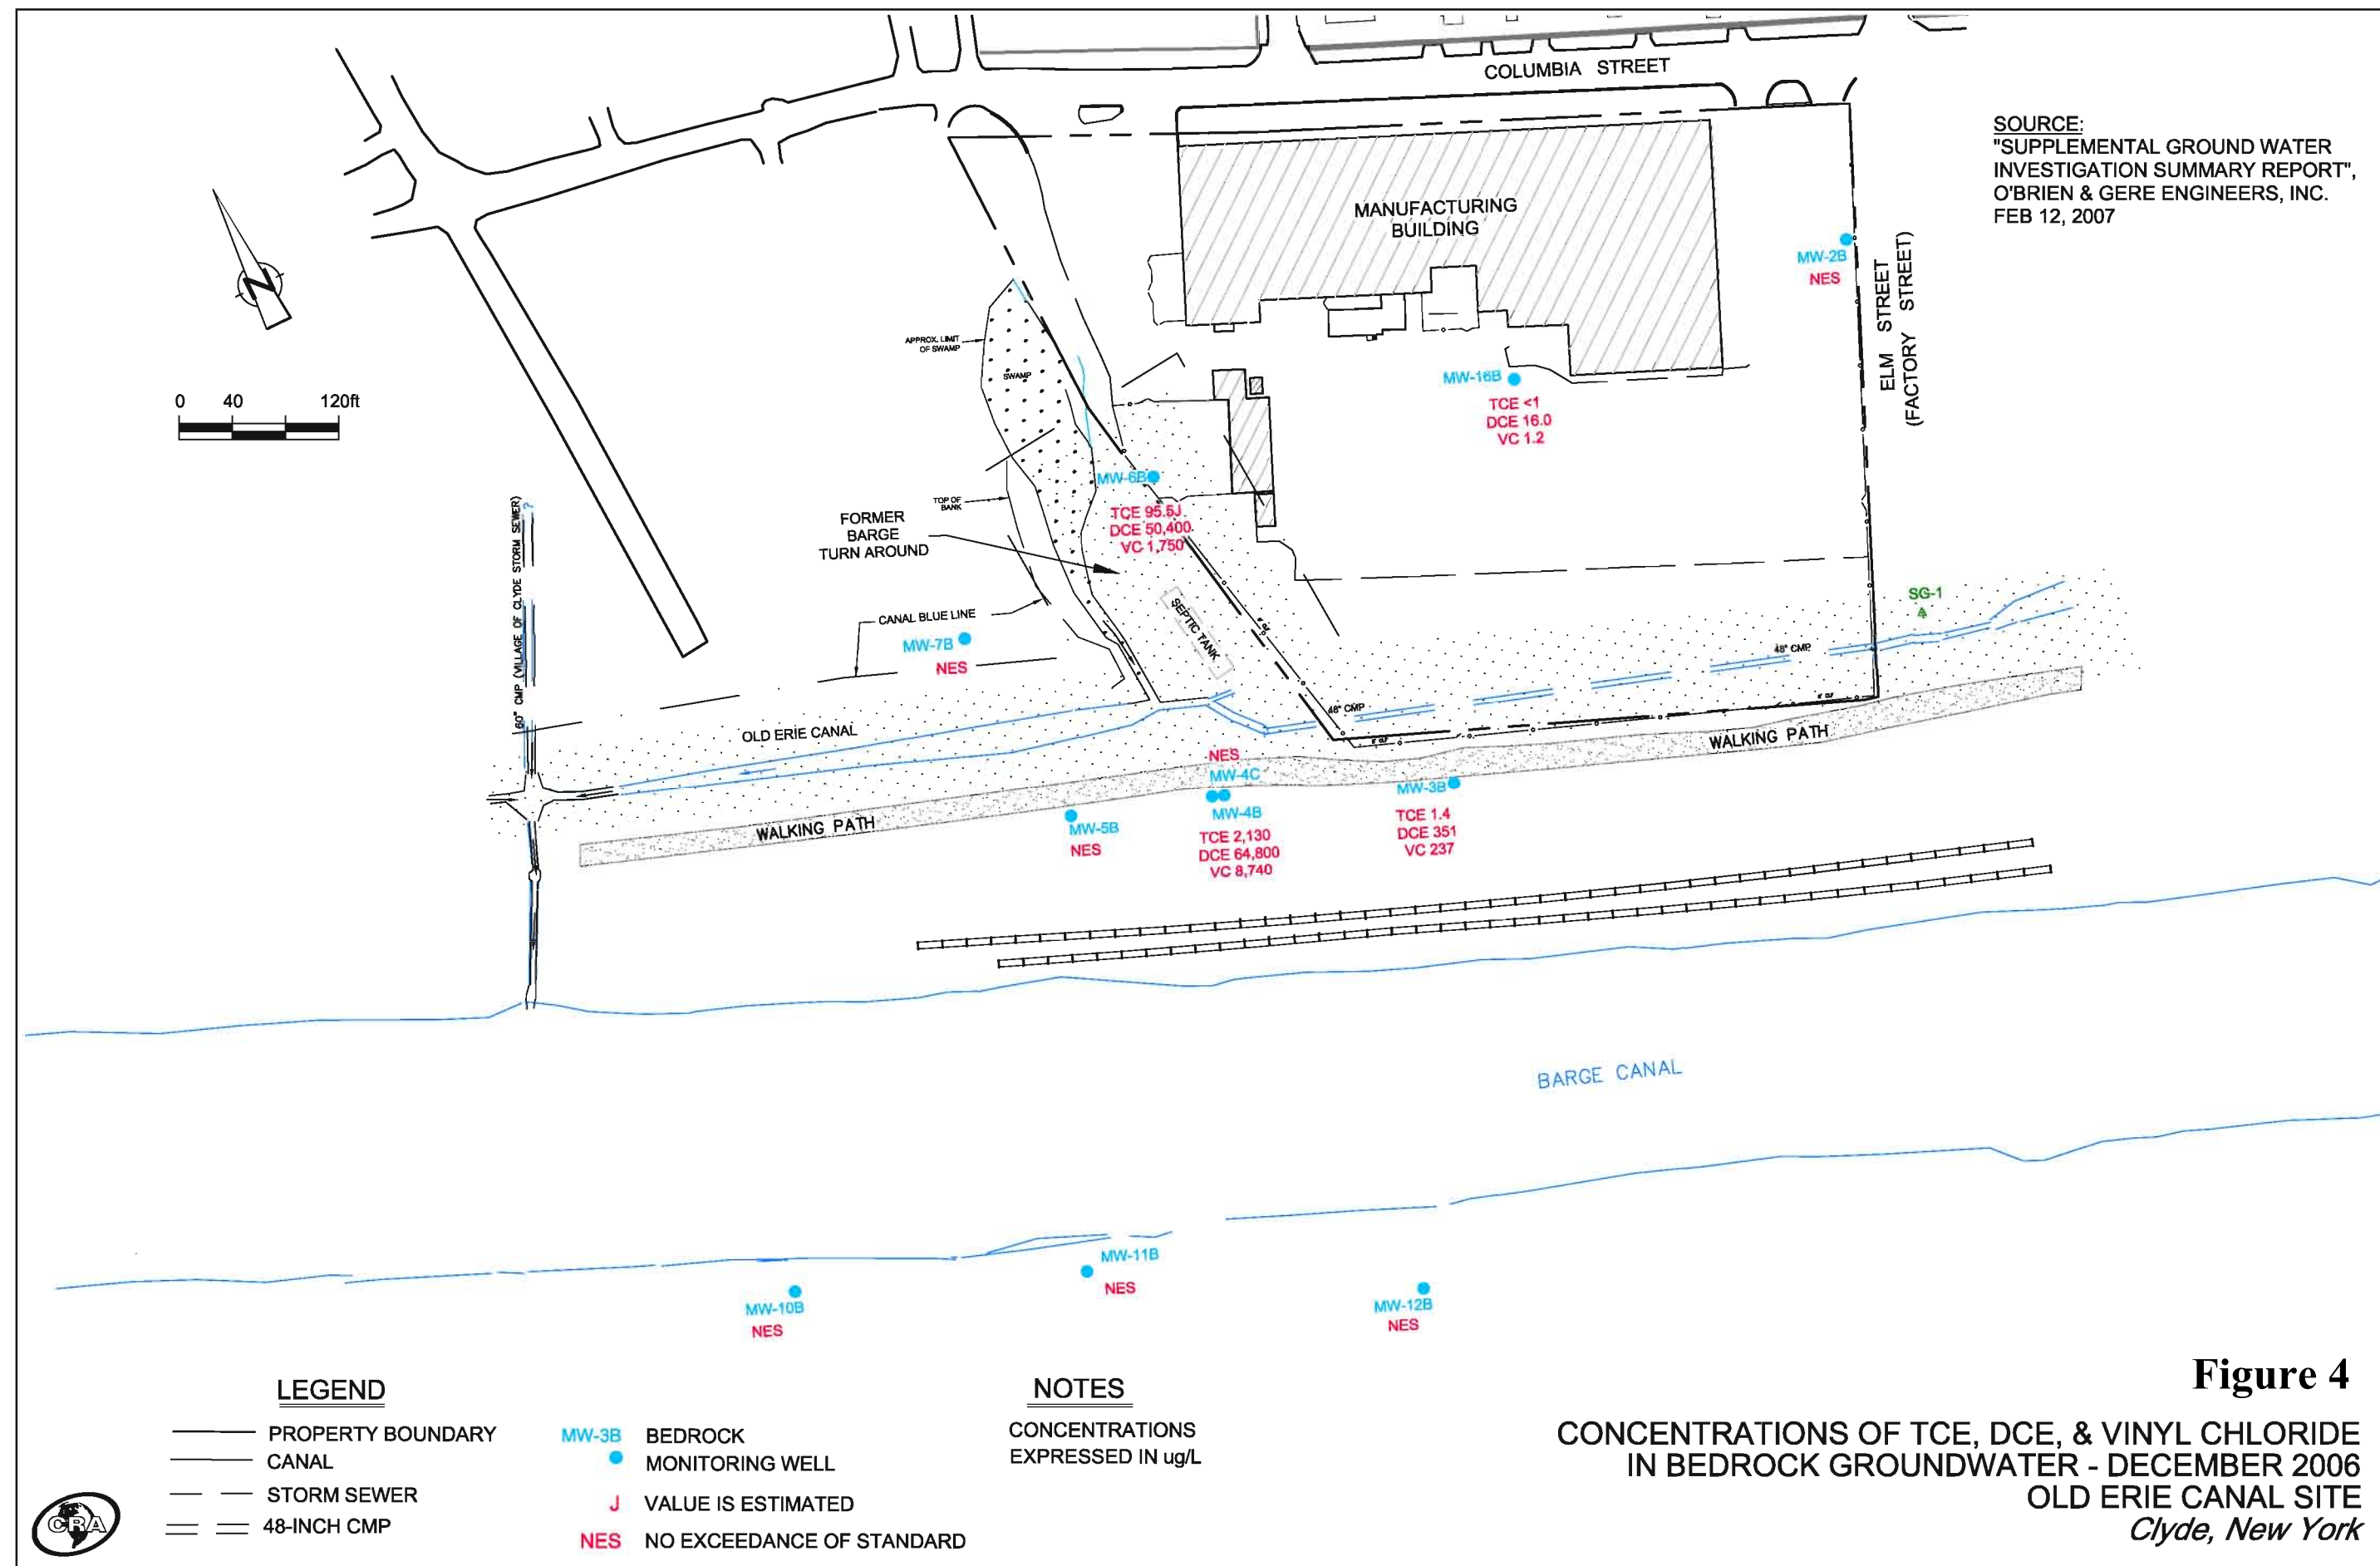 COLUMBIA STREET
SOURCE:
"SUPPLEMENTAL GROUND WATER
INVESTIGATION SUMMARY REPORT",
O'BRIEN & GERE ENGINEERS, INC.
FEB 12, 2007
MANUFACTURING
BUILDING
MW-2B
NES
ELM STREET
(FACTORY STREET)
N
0 40 120ft
APPROX. LIMIT
OF SWAMP
SWAMP
MW-16B
TCE <1
DCE 16.0
VC 1.2
MW-6B
TCE 95.5J
DCE 50,400
VC 1,750
TOP OF
BANK
FORMER
BARGE
TURN AROUND
60" CMP (VILLAGE OF CLYDE STORM SEWER)
?
SEPTIC TANK
CANAL BLUE LINE
MW-7B
NES
SG-1
48" CMP
48" CMP
OLD ERIE CANAL
WALKING PATH
NES
MW-4C
MW-4B
TCE 2,130
DCE 64,800
VC 8,740
MW-3B
TCE 1.4
DCE 351
VC 237
MW-5B
NES
WALKING PATH
BARGE CANAL
MW-11B
NES
MW-10B
NES
MW-12B
NES
LEGEND
PROPERTY BOUNDARY
CANAL
STORM SEWER
48-INCH CMP
MW-3B BEDROCK
MONITORING WELL
J VALUE IS ESTIMATED
NES NO EXCEEDANCE OF STANDARD
NOTES
CONCENTRATIONS
EXPRESSED IN ug/L
CRA
Figure 4
CONCENTRATIONS OF TCE, DCE, & VINYL CHLORIDE
IN BEDROCK GROUNDWATER - DECEMBER 2006
OLD ERIE CANAL SITE
Clyde, New York